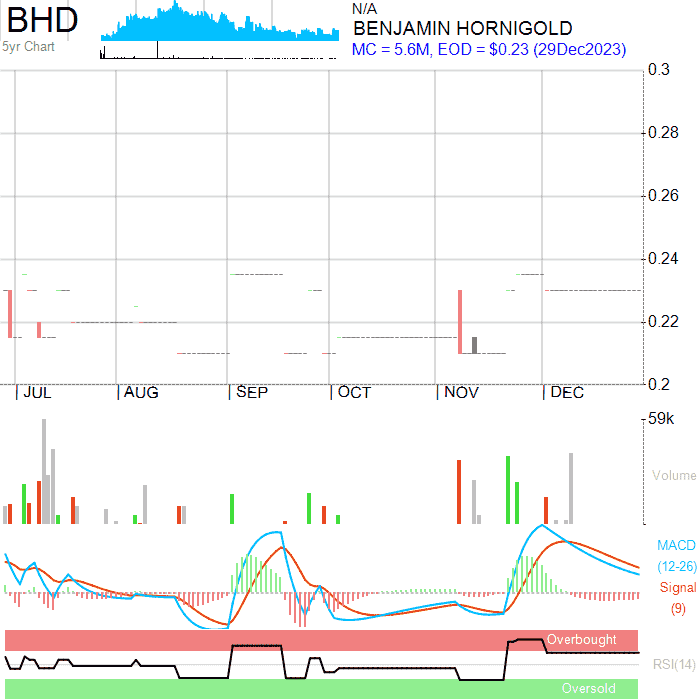 BHD
5yr Chart
N/A
BENJAMIN HORNIGOLD
MC = 5.6M, EOD = $0.23 (29Dec2023)
0.3
0.28
0.26
0.24
0.22
0.2
JUL AUG SEP OCT NOV DEC
59k
Volume
MACD
(12-26)
Signal
(9)
Overbought
RSI(14)
Oversold